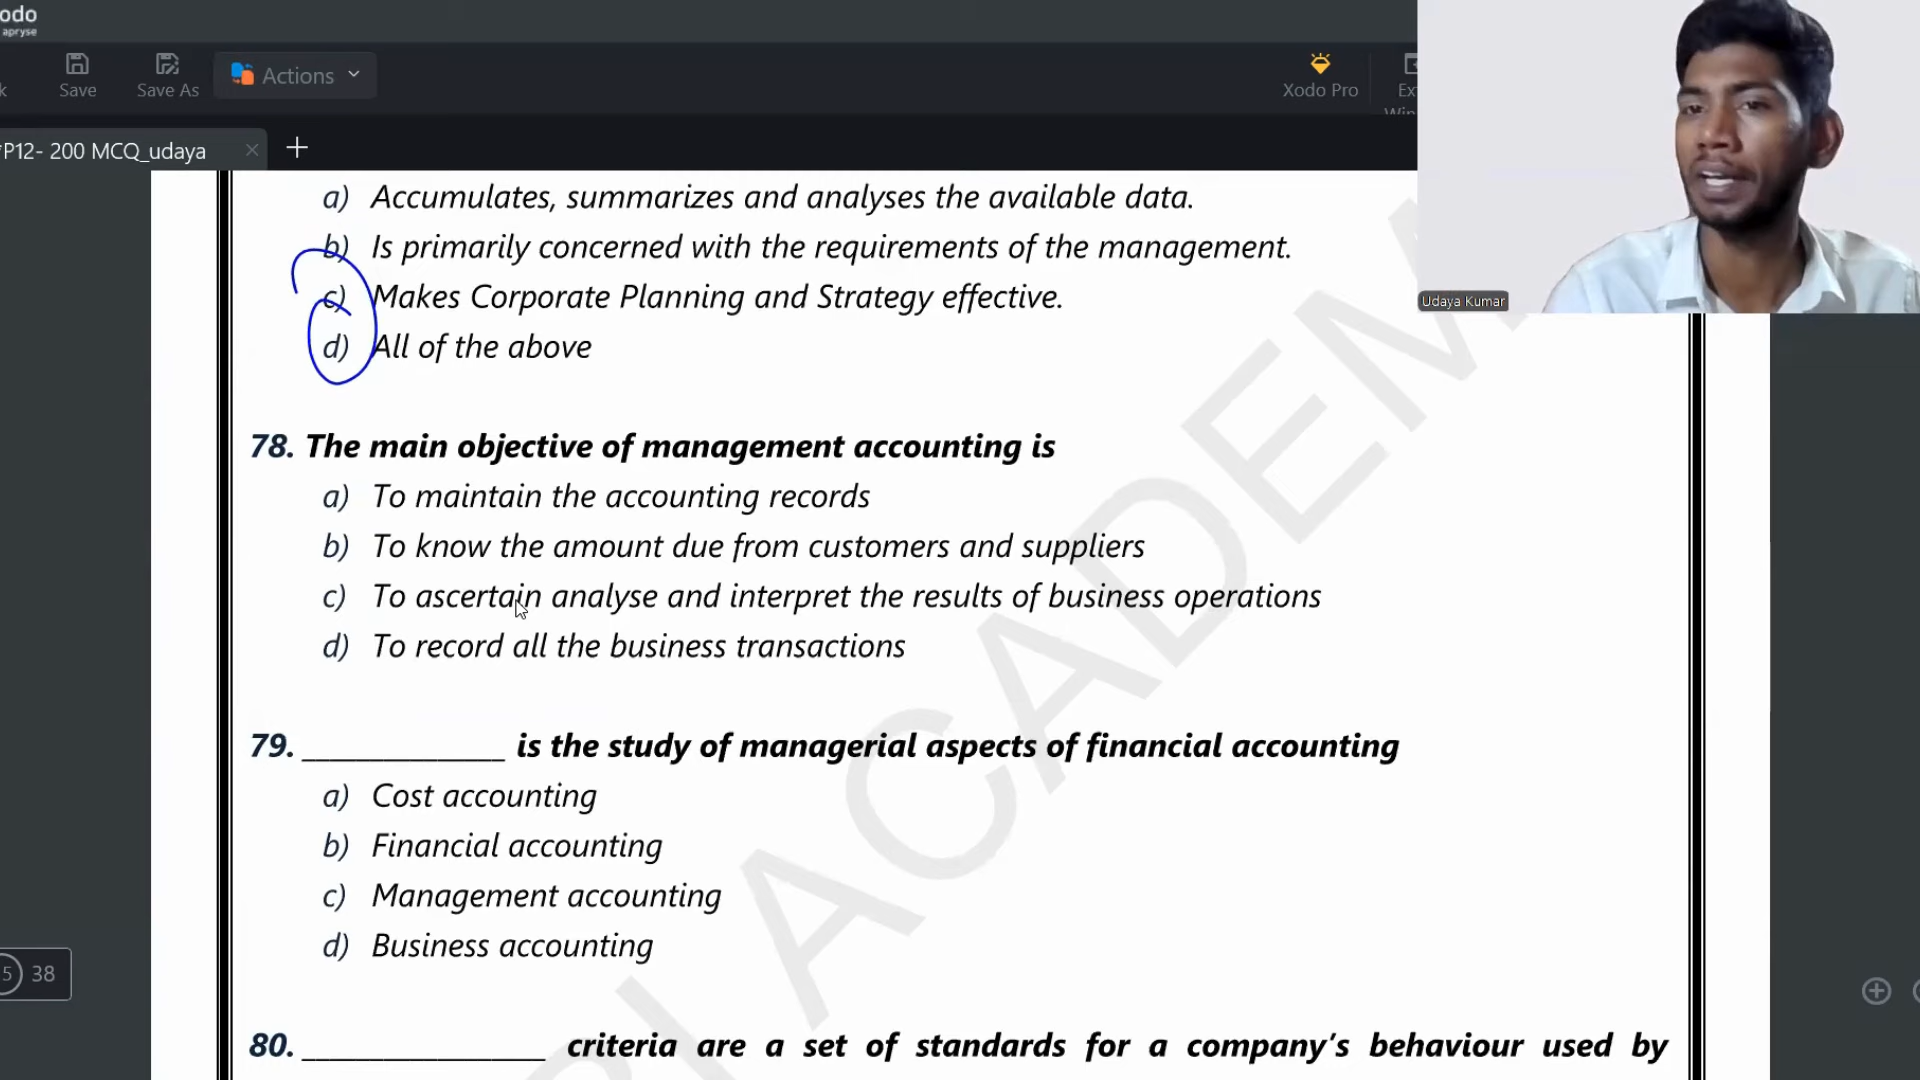 odo
apryse
k
Save
Save As
Actions
Xodo Pro
Ex
Win
P12- 200 MCQ_udaya
a) Accumulates, summarizes and analyses the available data.
b) Is primarily concerned with the requirements of the management.
c) Makes Corporate Planning and Strategy effective.
d) All of the above
Udaya Kumar
78. The main objective of management accounting is
a) To maintain the accounting records
b) To know the amount due from customers and suppliers
c) To ascertain analyse and interpret the results of business operations
d) To record all the business transactions
79. ______________ is the study of managerial aspects of financial accounting
a) Cost accounting
b) Financial accounting
c) Management accounting
d) Business accounting
5 38
80. _________________ criteria are a set of standards for a company's behaviour used by
I ACADEM